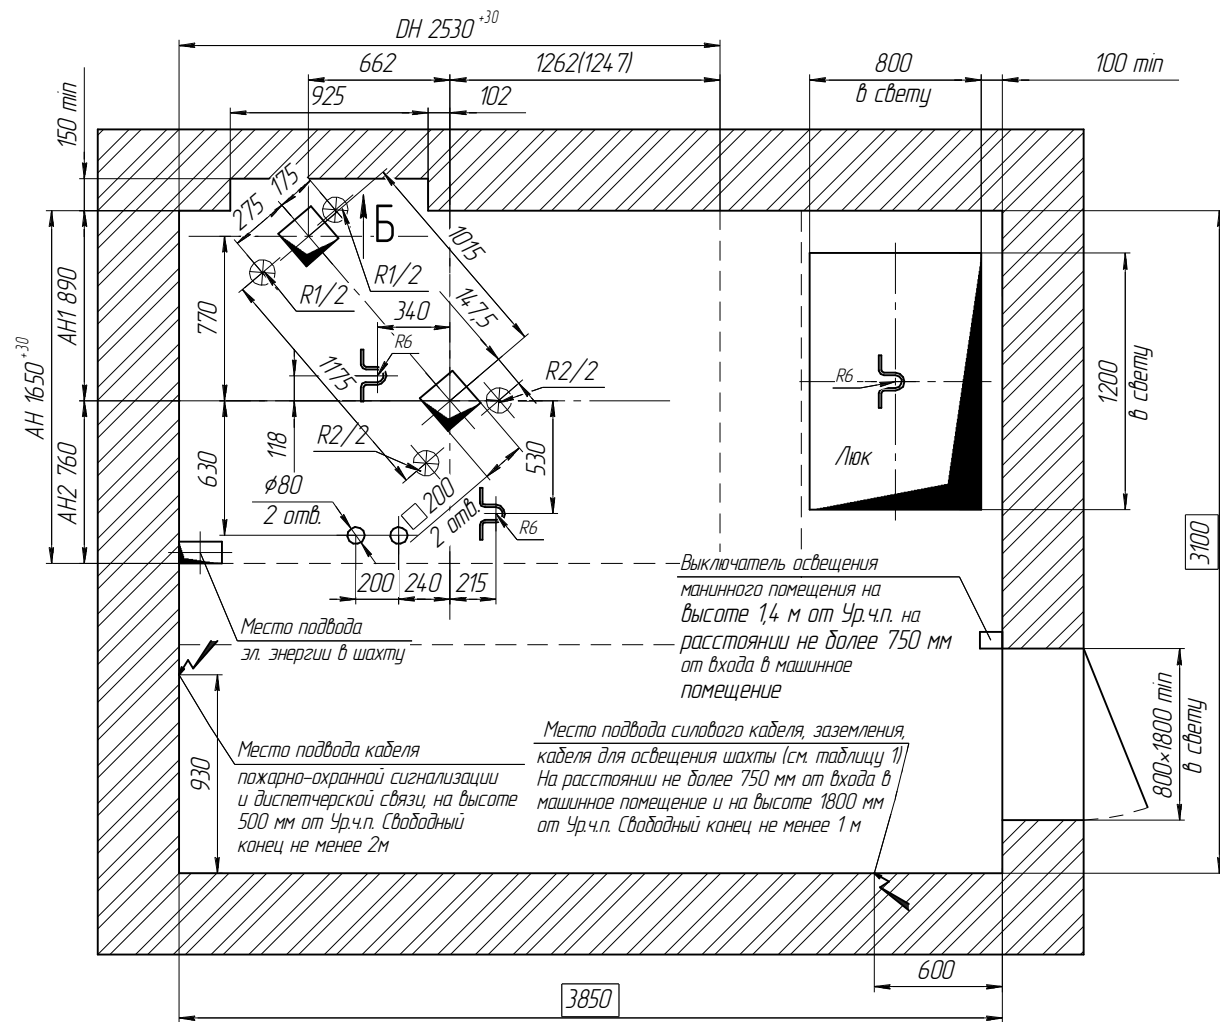 DH 2530 +30
662
1262(1247)
800
в свету
100 min
925
102
150 min
275
175
Б
1015
R1/2
R1/2
147,5
340
R6
1175
R2/2
R2/2
АН 1650 +30
АН1 890
АН2 760
770
630
118
530
R6
Люк
1200
в свету
3100
ϕ80
2 отв.
□200
2 отв.
R6
200
240
215
Место подвода
эл. энергии в шахту
Выключатель освещения
манинного помещения на
высоте 1,4 м от Ур.ч.п. на
расстоянии не более 750 мм
от входа в машинное
помещение
Место подвода кабеля
пожарно-охранной сигнализации
и диспетчерской связи, на высоте
500 мм от Ур.ч.п. Свободный
конец не менее 2м
Место подвода силового кабеля, заземления,
кабеля для освещения шахты (см. таблицу 1)
На расстоянии не более 750 мм от входа в
машинное помещение и на высоте 1800 мм
от Ур.ч.п. Свободный конец не менее 1 м
930
800×1800 min
в свету
600
3850